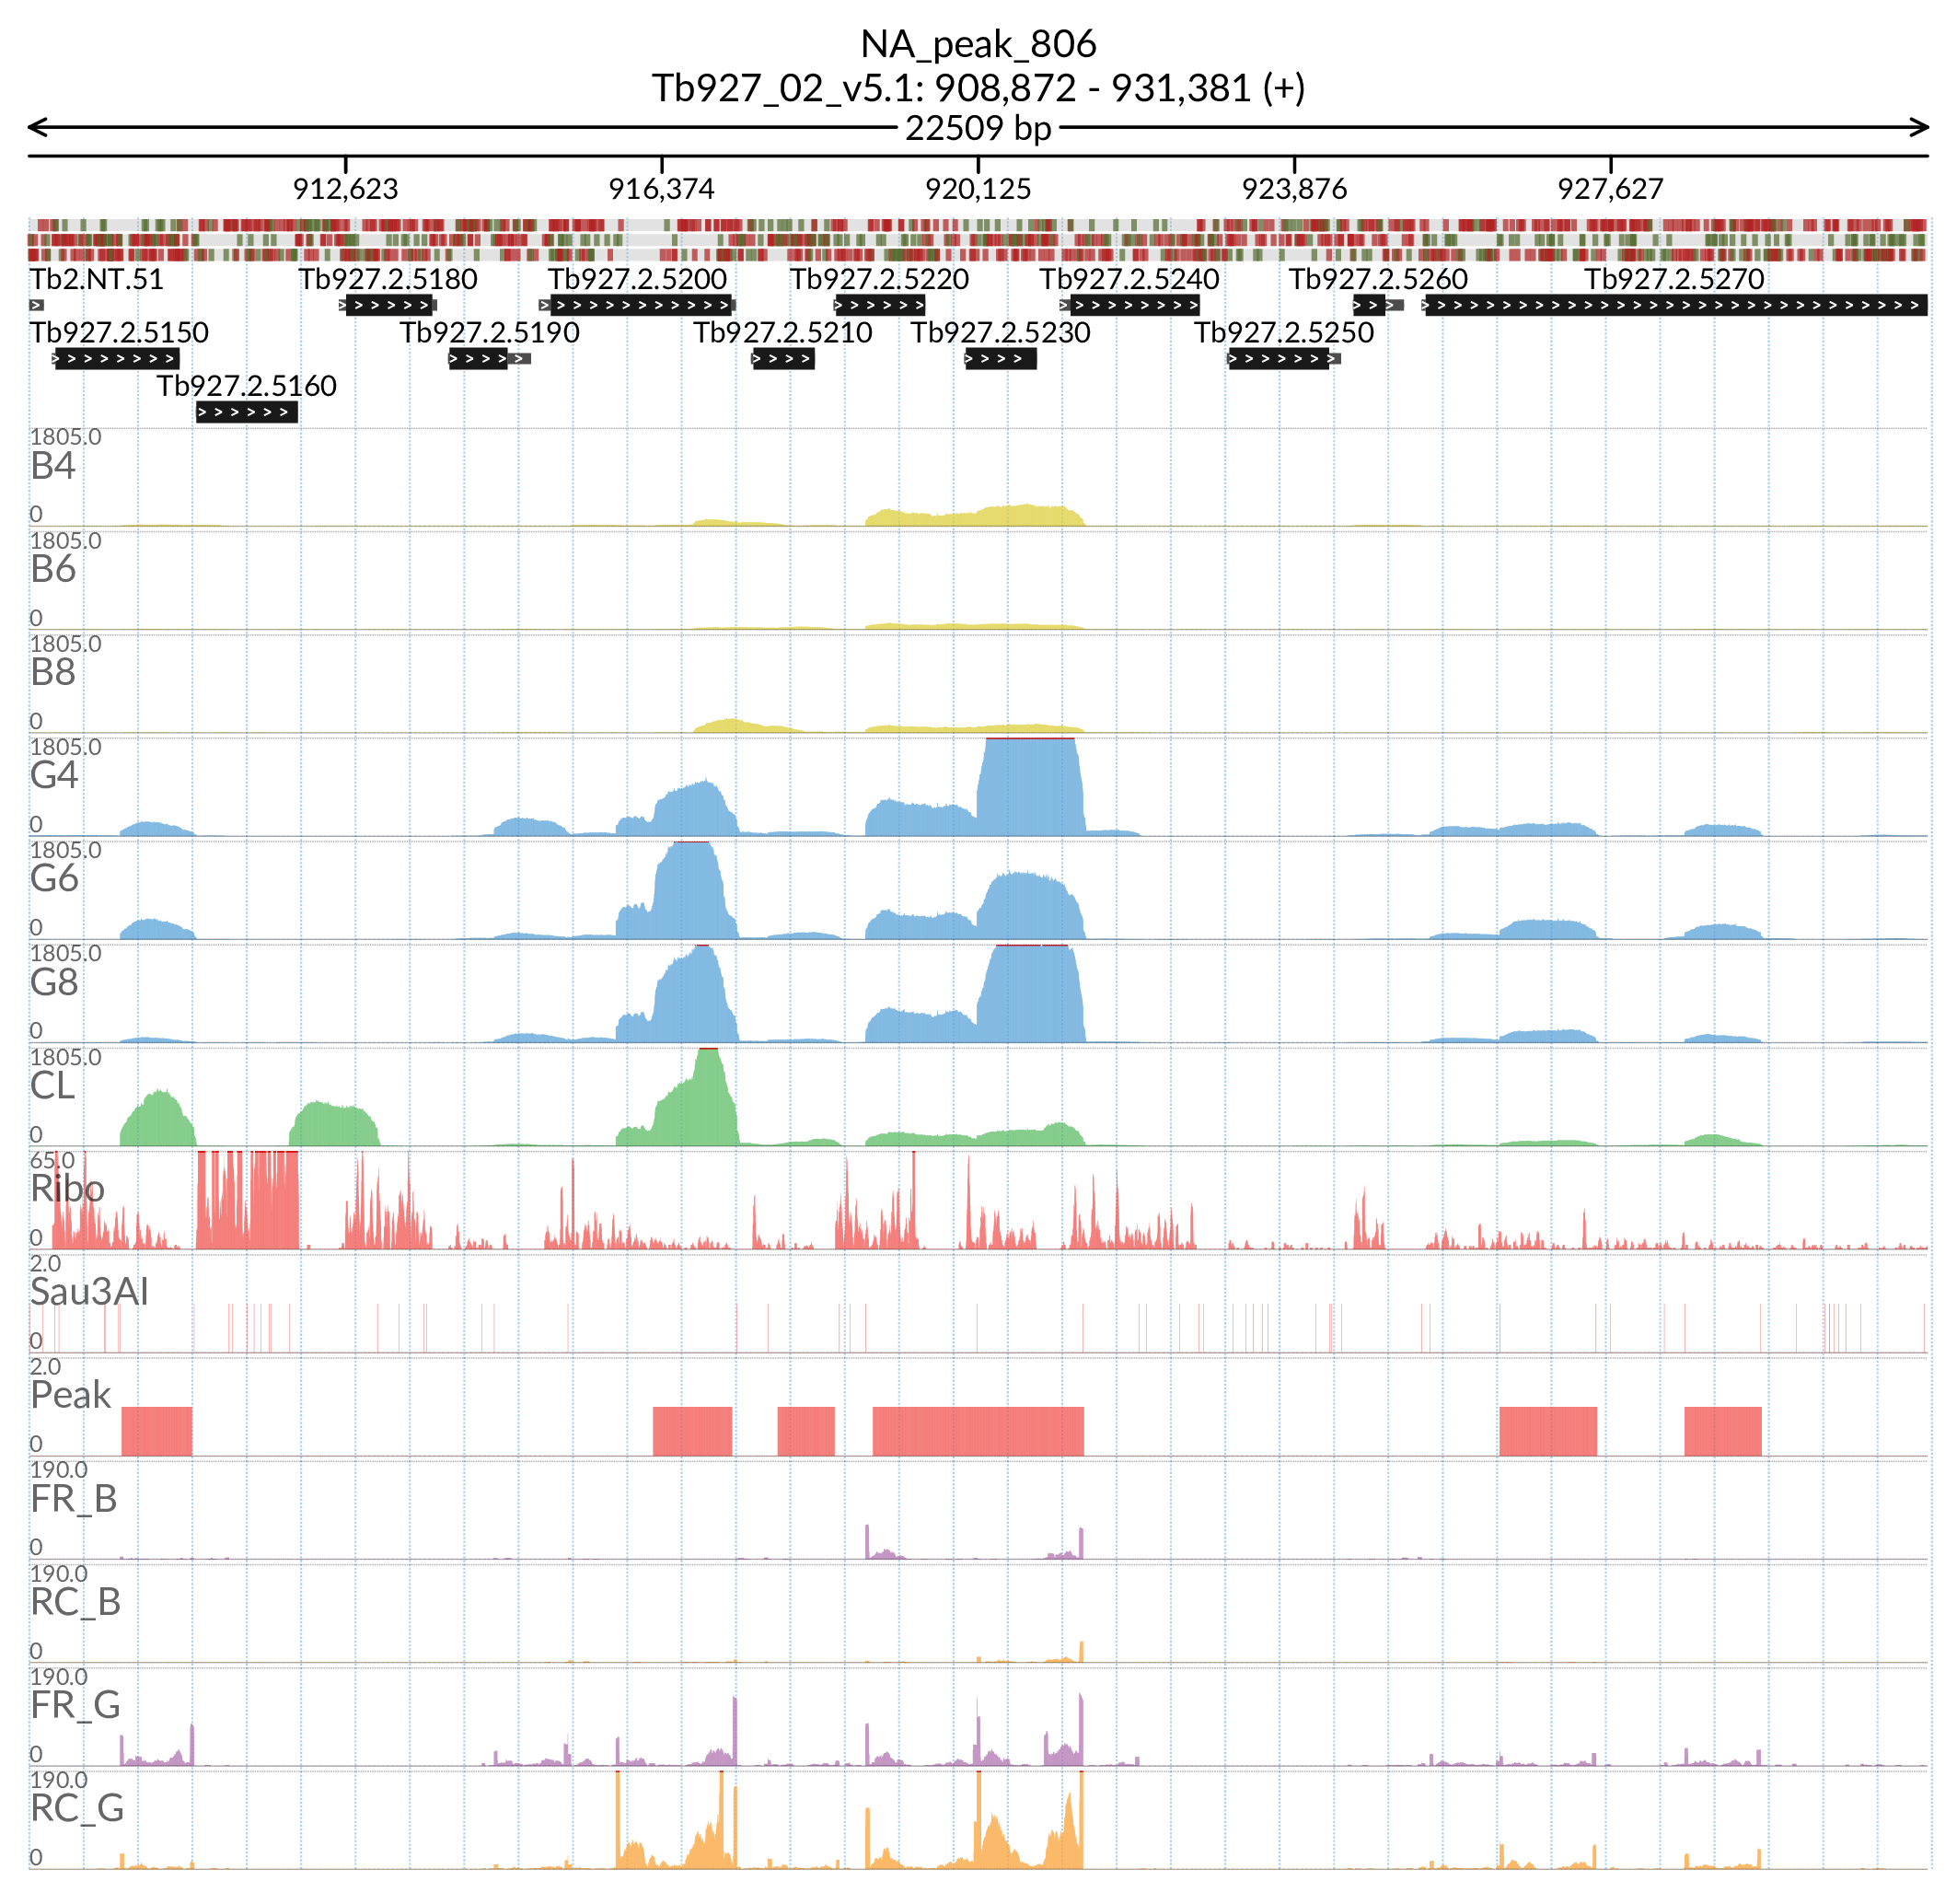 NA_peak_806
Tb927_02_v5.1: 908,872 - 931,381 (+)
22509 bp
912,623 916,374 920,125 923,876 927,627
Tb2.NT.51 Tb927.2.5180 Tb927.2.5200 Tb927.2.5220 Tb927.2.5240 Tb927.2.5260 Tb927.2.5270
Tb927.2.5150 Tb927.2.5190 Tb927.2.5210 Tb927.2.5230 Tb927.2.5250
Tb927.2.5160
1805.0
B4
0
1805.0
B6
0
1805.0
B8
0
1805.0
G4
0
1805.0
G6
0
1805.0
G8
0
1805.0
CL
0
65.0
Ribo
0
2.0
Sau3AI
0
2.0
Peak
0
190.0
FR_B
0
190.0
RC_B
0
190.0
FR_G
0
190.0
RC_G
0